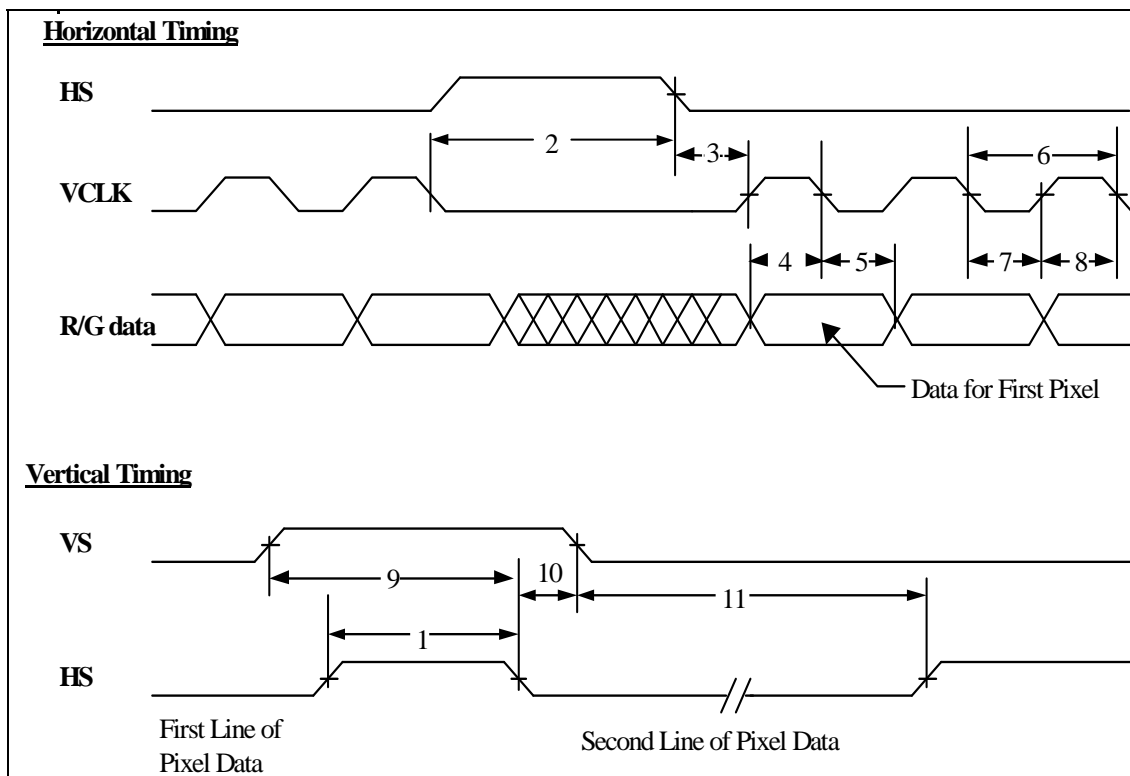 Horizontal Timing
HS
2
3
6
VCLK
4
5
7
8
R/G data
Data for First Pixel
Vertical Timing
VS
9
10
11
1
HS
First Line of
Pixel Data
Second Line of Pixel Data